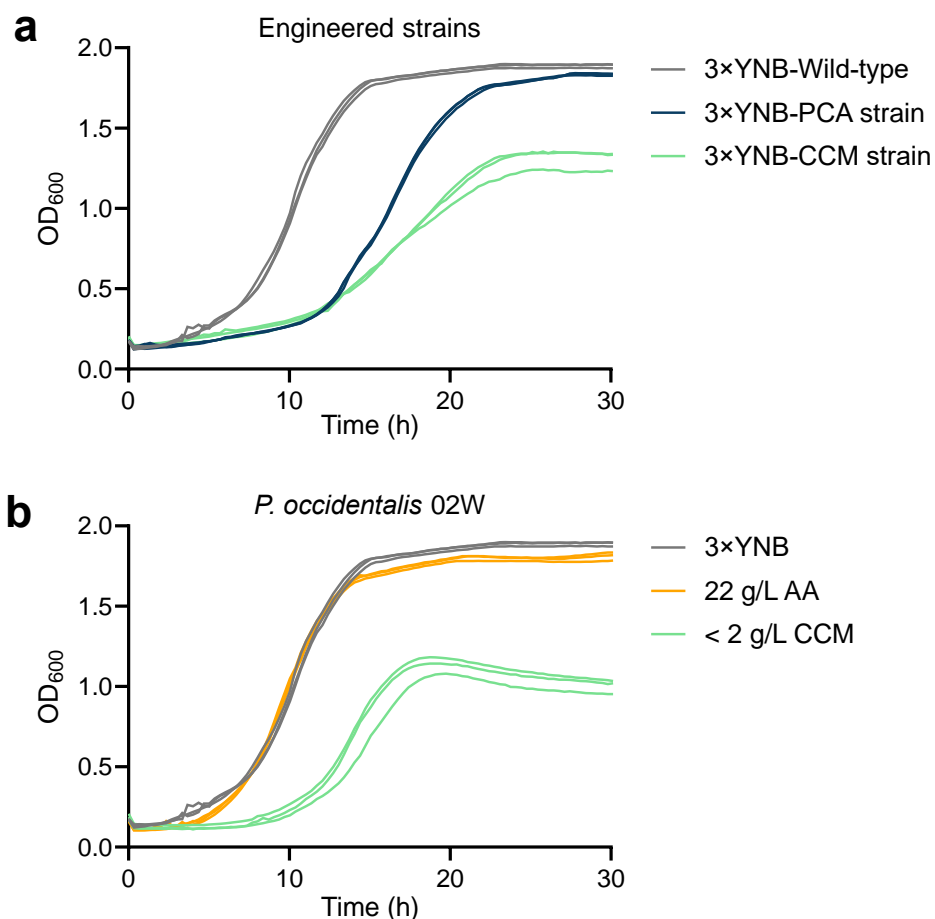 a
Engineered strains
2.0
1.5
1.0
0.5
0.0
OD600
0 10 20 30
Time (h)
3×YNB-Wild-type
3×YNB-PCA strain
3×YNB-CCM strain
b
P. occidentalis 02W
2.0
1.5
1.0
0.5
0.0
OD600
0 10 20 30
Time (h)
3×YNB
22 g/L AA
< 2 g/L CCM